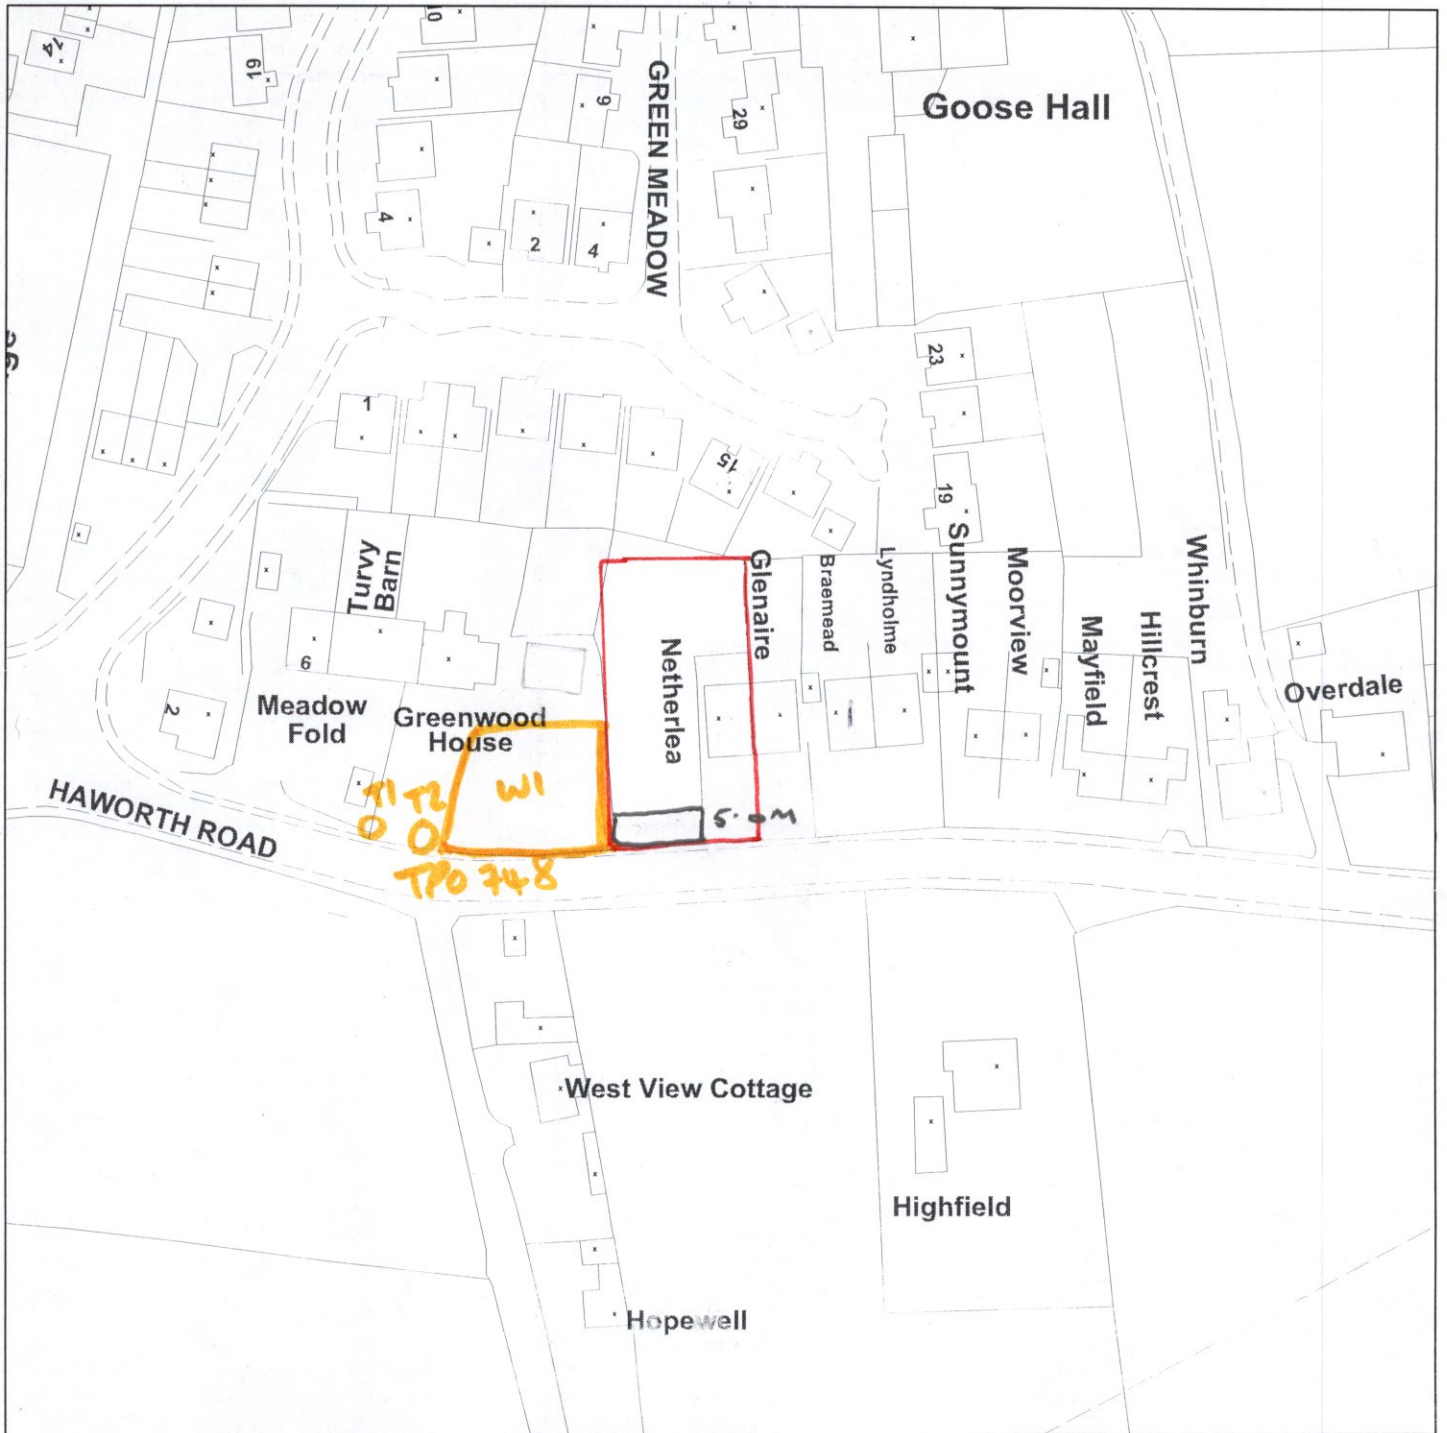 14
19
10
9
GREEN MEADOW
29
Goose Hall
4
2
4
23
1
15
19
Turvy
Barn
Glenaire
Braemead
Lyndholme
Sunnymount
Moorview
Mayfield
Hillcrest
Whinburn
Netherlea
6
2
Meadow
Fold
Greenwood
House
Overdale
T1 T2
W1
5.0M
HAWORTH ROAD
TPO 748
West View Cottage
Highfield
Hopewell